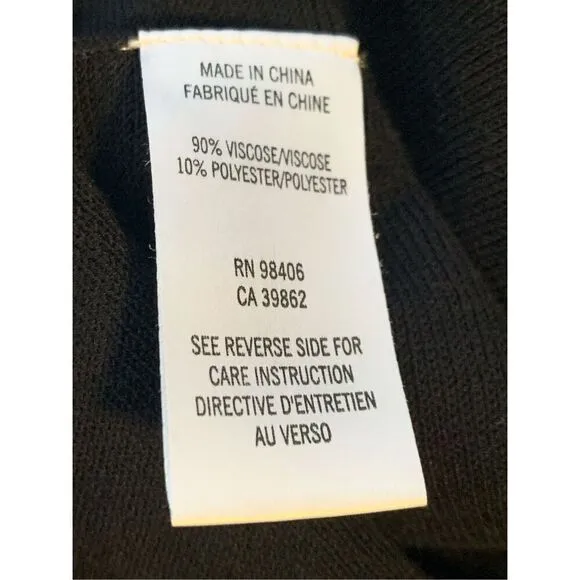 MADE IN CHINA
FABRIQUÉ EN CHINE
90% VISCOSE/VISCOSE
10% POLYESTER/POLYESTER
RN 98406
CA 39862
SEE REVERSE SIDE FOR
CARE INSTRUCTION
DIRECTIVE D'ENTRETIEN
AU VERSO